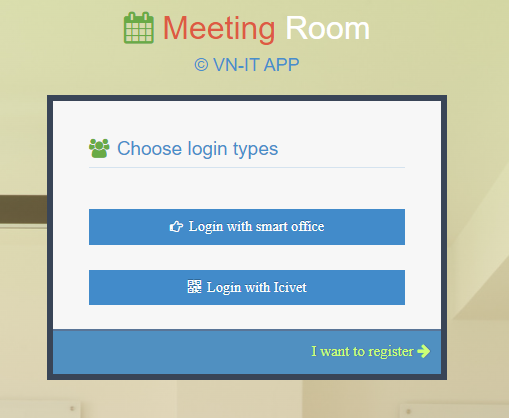 Meeting Room
© VN-IT APP
Choose login types
Login with smart office
Login with Icivet
I want to register